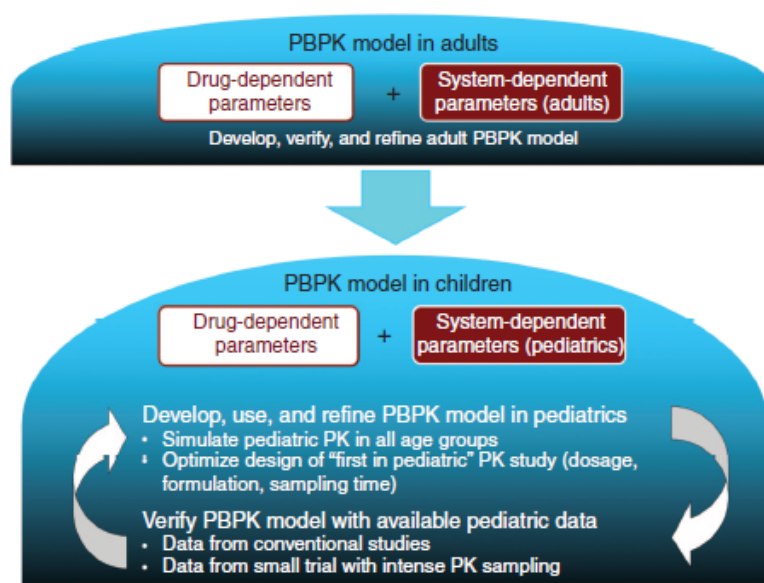 PBPK model in adults
Drug-dependent
parameters
+
System-dependent
parameters (adults)
Develop, verify, and refine adult PBPK model
PBPK model in children
Drug-dependent
parameters
+
System-dependent
parameters (pediatrics)
Develop, use, and refine PBPK model in pediatrics
• Simulate pediatric PK in all age groups
• Optimize design of “first in pediatric” PK study (dosage,
formulation, sampling time)
Verify PBPK model with available pediatric data
• Data from conventional studies
• Data from small trial with intense PK sampling